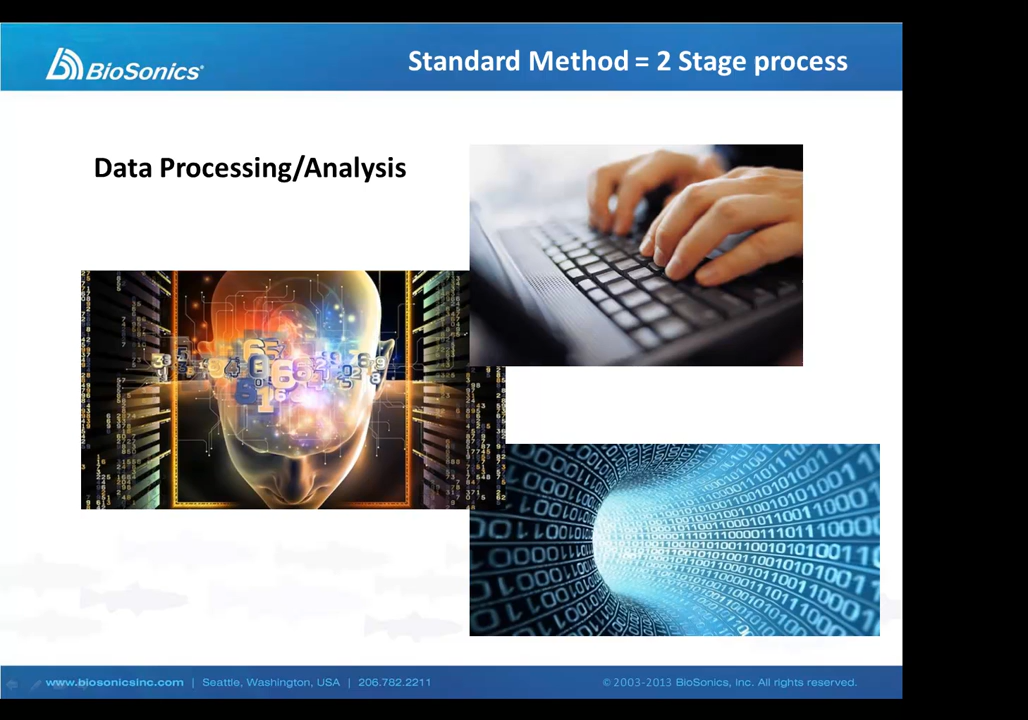 BioSonics
Standard Method = 2 Stage process
Data Processing/Analysis
www.biosonicsinc.com | Seattle, Washington, USA | 206.782.2211
© 2003-2013 BioSonics, Inc. All rights reserved.